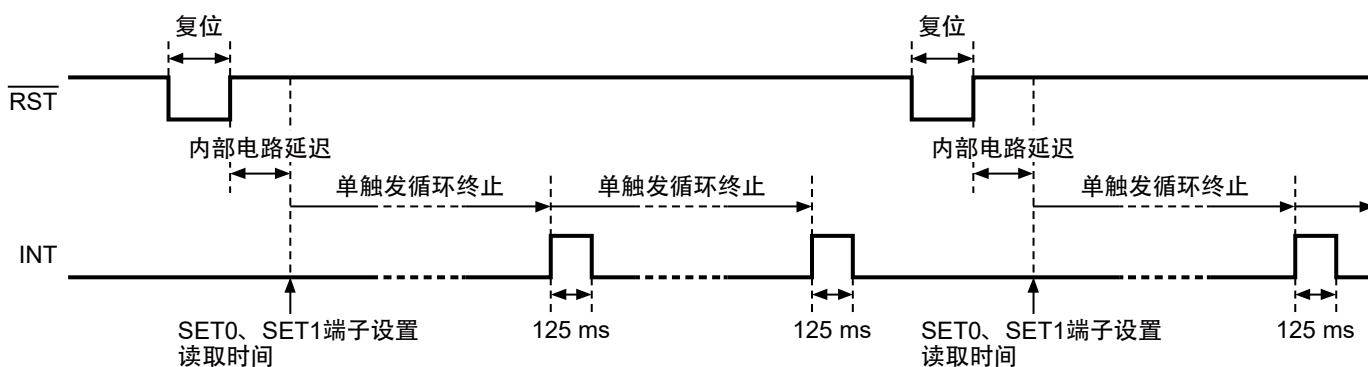 复位
复位
RST
内部电路延迟
内部电路延迟
单触发循环终止
单触发循环终止
单触发循环终止
INT
SET0、SET1端子设置
读取时间
125 ms
125 ms
SET0、SET1端子设置
读取时间
125 ms